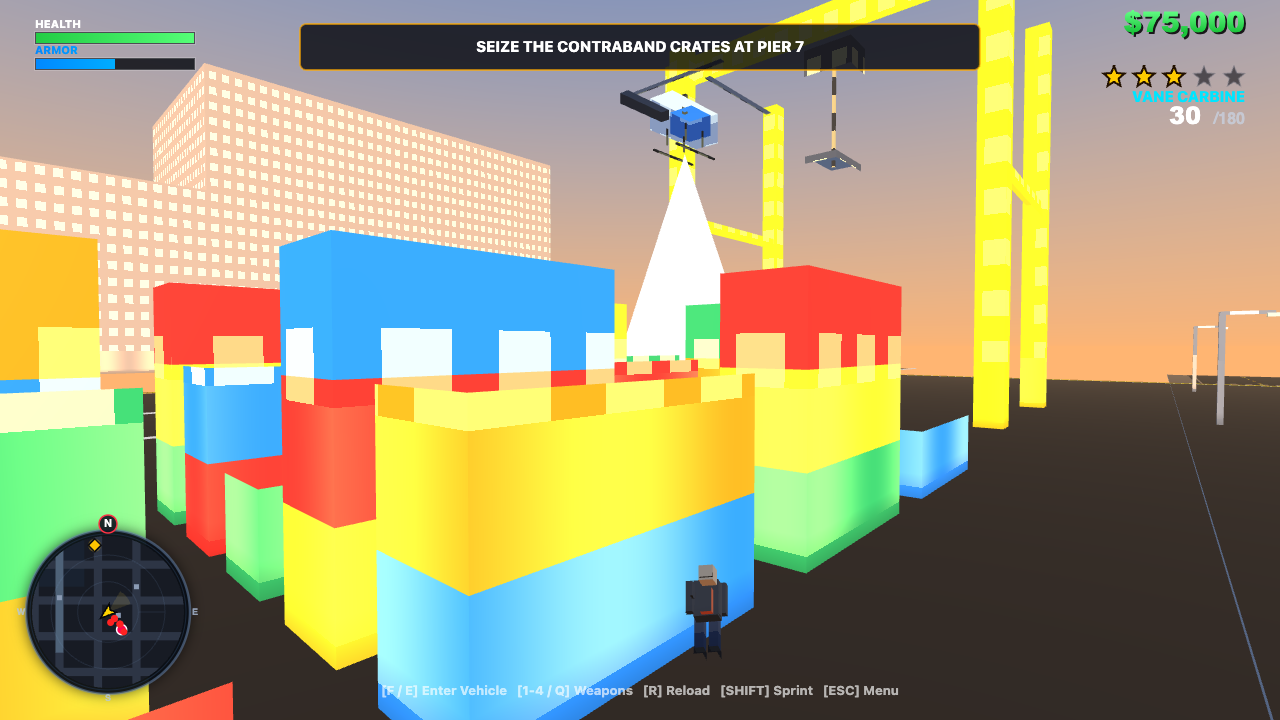 HEALTH
ARMOR
SEIZE THE CONTRABAND CRATES AT PIER 7
$75,000
VANE CARBINE
30 /180
N
E
[F / E] Enter Vehicle [1-4 / Q] Weapons [R] Reload [SHIFT] Sprint [ESC] Menu